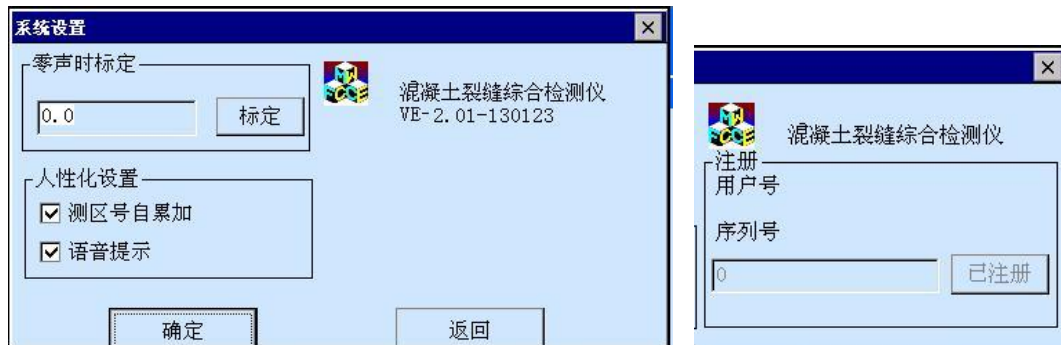 系统设置
零声时标定
0.0
标定
混凝土裂缝综合检测仪
VE-2.01-130123
人性化设置
测区号自累加
语音提示
确定
返回
混凝土裂缝综合检测仪
注册
用户号
序列号
0
已注册